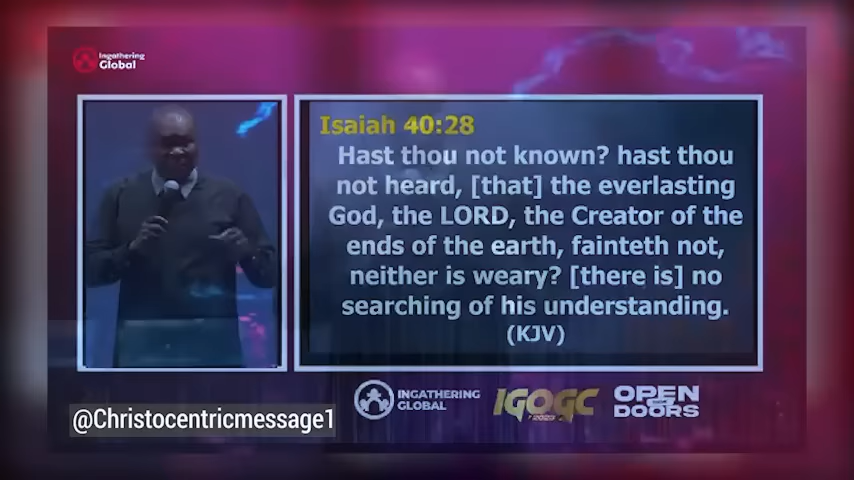 Ingathering
Global
Isaiah 40:28
Hast thou not known? hast thou
not heard, [that] the everlasting
God, the LORD, the Creator of the
ends of the earth, fainteth not,
neither is weary? [there is] no
searching of his understanding.
(KJV)
INGATHERING
GLOBAL
IGOGC
OPEN
DOORS
@Christocentricmessage1